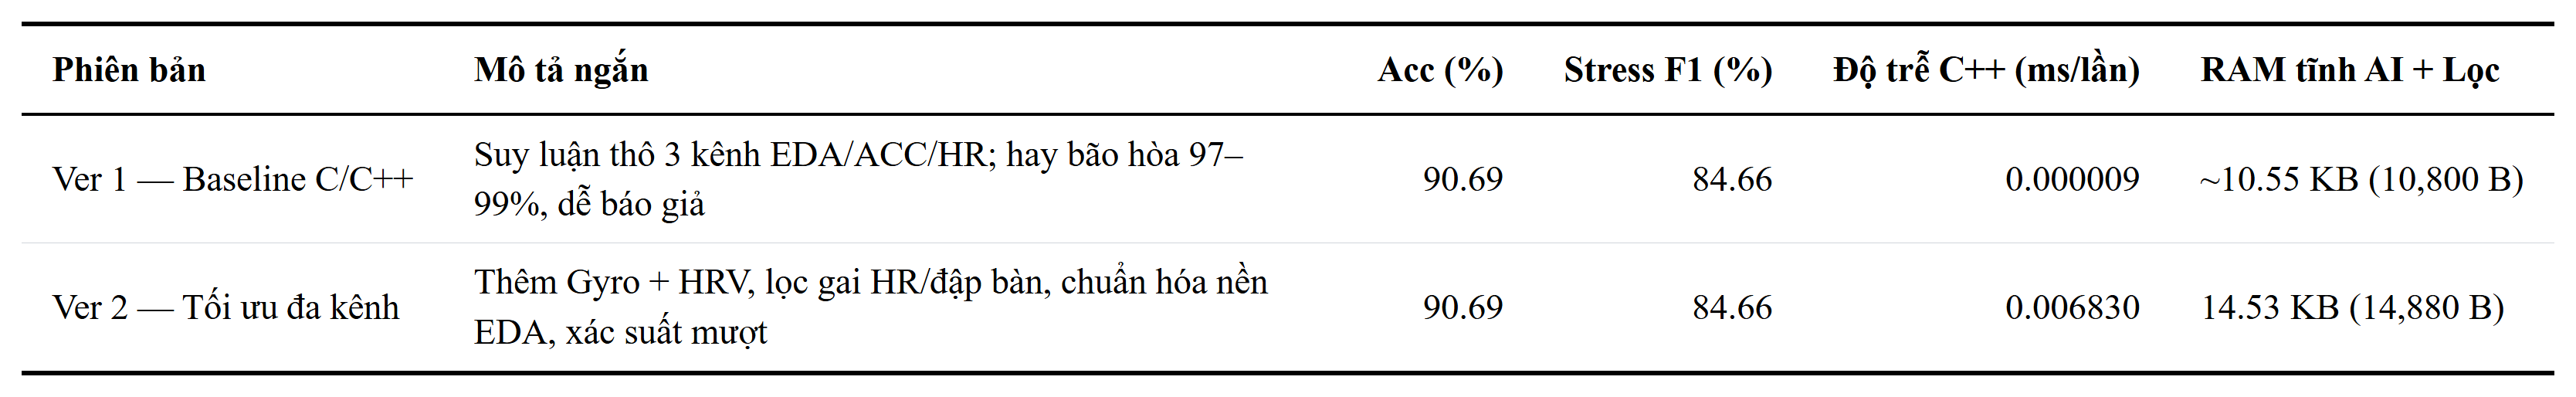 Phiên bản Mô tả ngắn Acc (%) Stress F1 (%) Độ trễ C++ (ms/lần) RAM tĩnh AI + Lọc
Ver 1 — Baseline C/C++ Suy luận thô 3 kênh EDA/ACC/HR; hay bão hòa 97–
99%, dễ báo giả 90.69 84.66 0.000009 ~10.55 KB (10,800 B)
Ver 2 — Tối ưu đa kênh Thêm Gyro + HRV, lọc gai HR/đập bàn, chuẩn hóa nền
EDA, xác suất mượt 90.69 84.66 0.006830 14.53 KB (14,880 B)